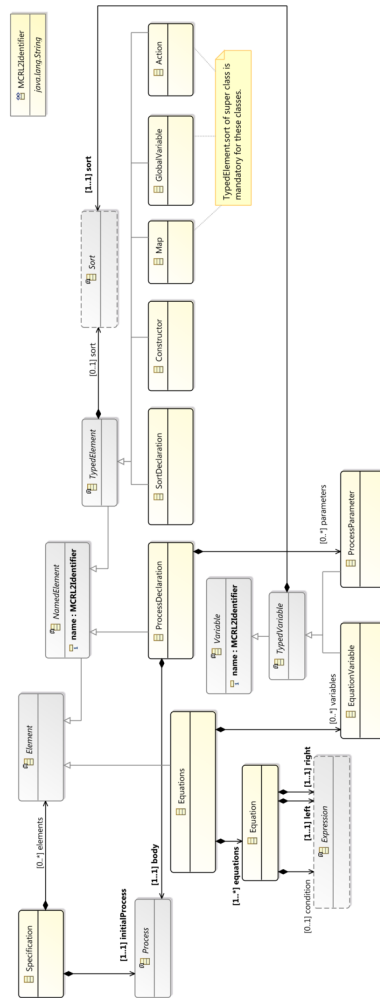 MCRL2Identifier
java.lang.String
Specification
[0..*] elements
Element
NamedElement
name : MCRL2Identifier
TypedElement
[0..1] sort
Sort
[1..1] sort
[1..1] initialProcess
Process
[1..1] body
Equations
ProcessDeclaration
SortDeclaration
Constructor
Map
GlobalVariable
Action
TypedElement.sort of super class is
mandatory for these classes.
[1..*] equations
Equation
[0..*] variables
Variable
name : MCRL2Identifier
TypedVariable
[0..*] parameters
[0..1] condition
[1..1] left
[1..1] right
Expression
EquationVariable
ProcessParameter